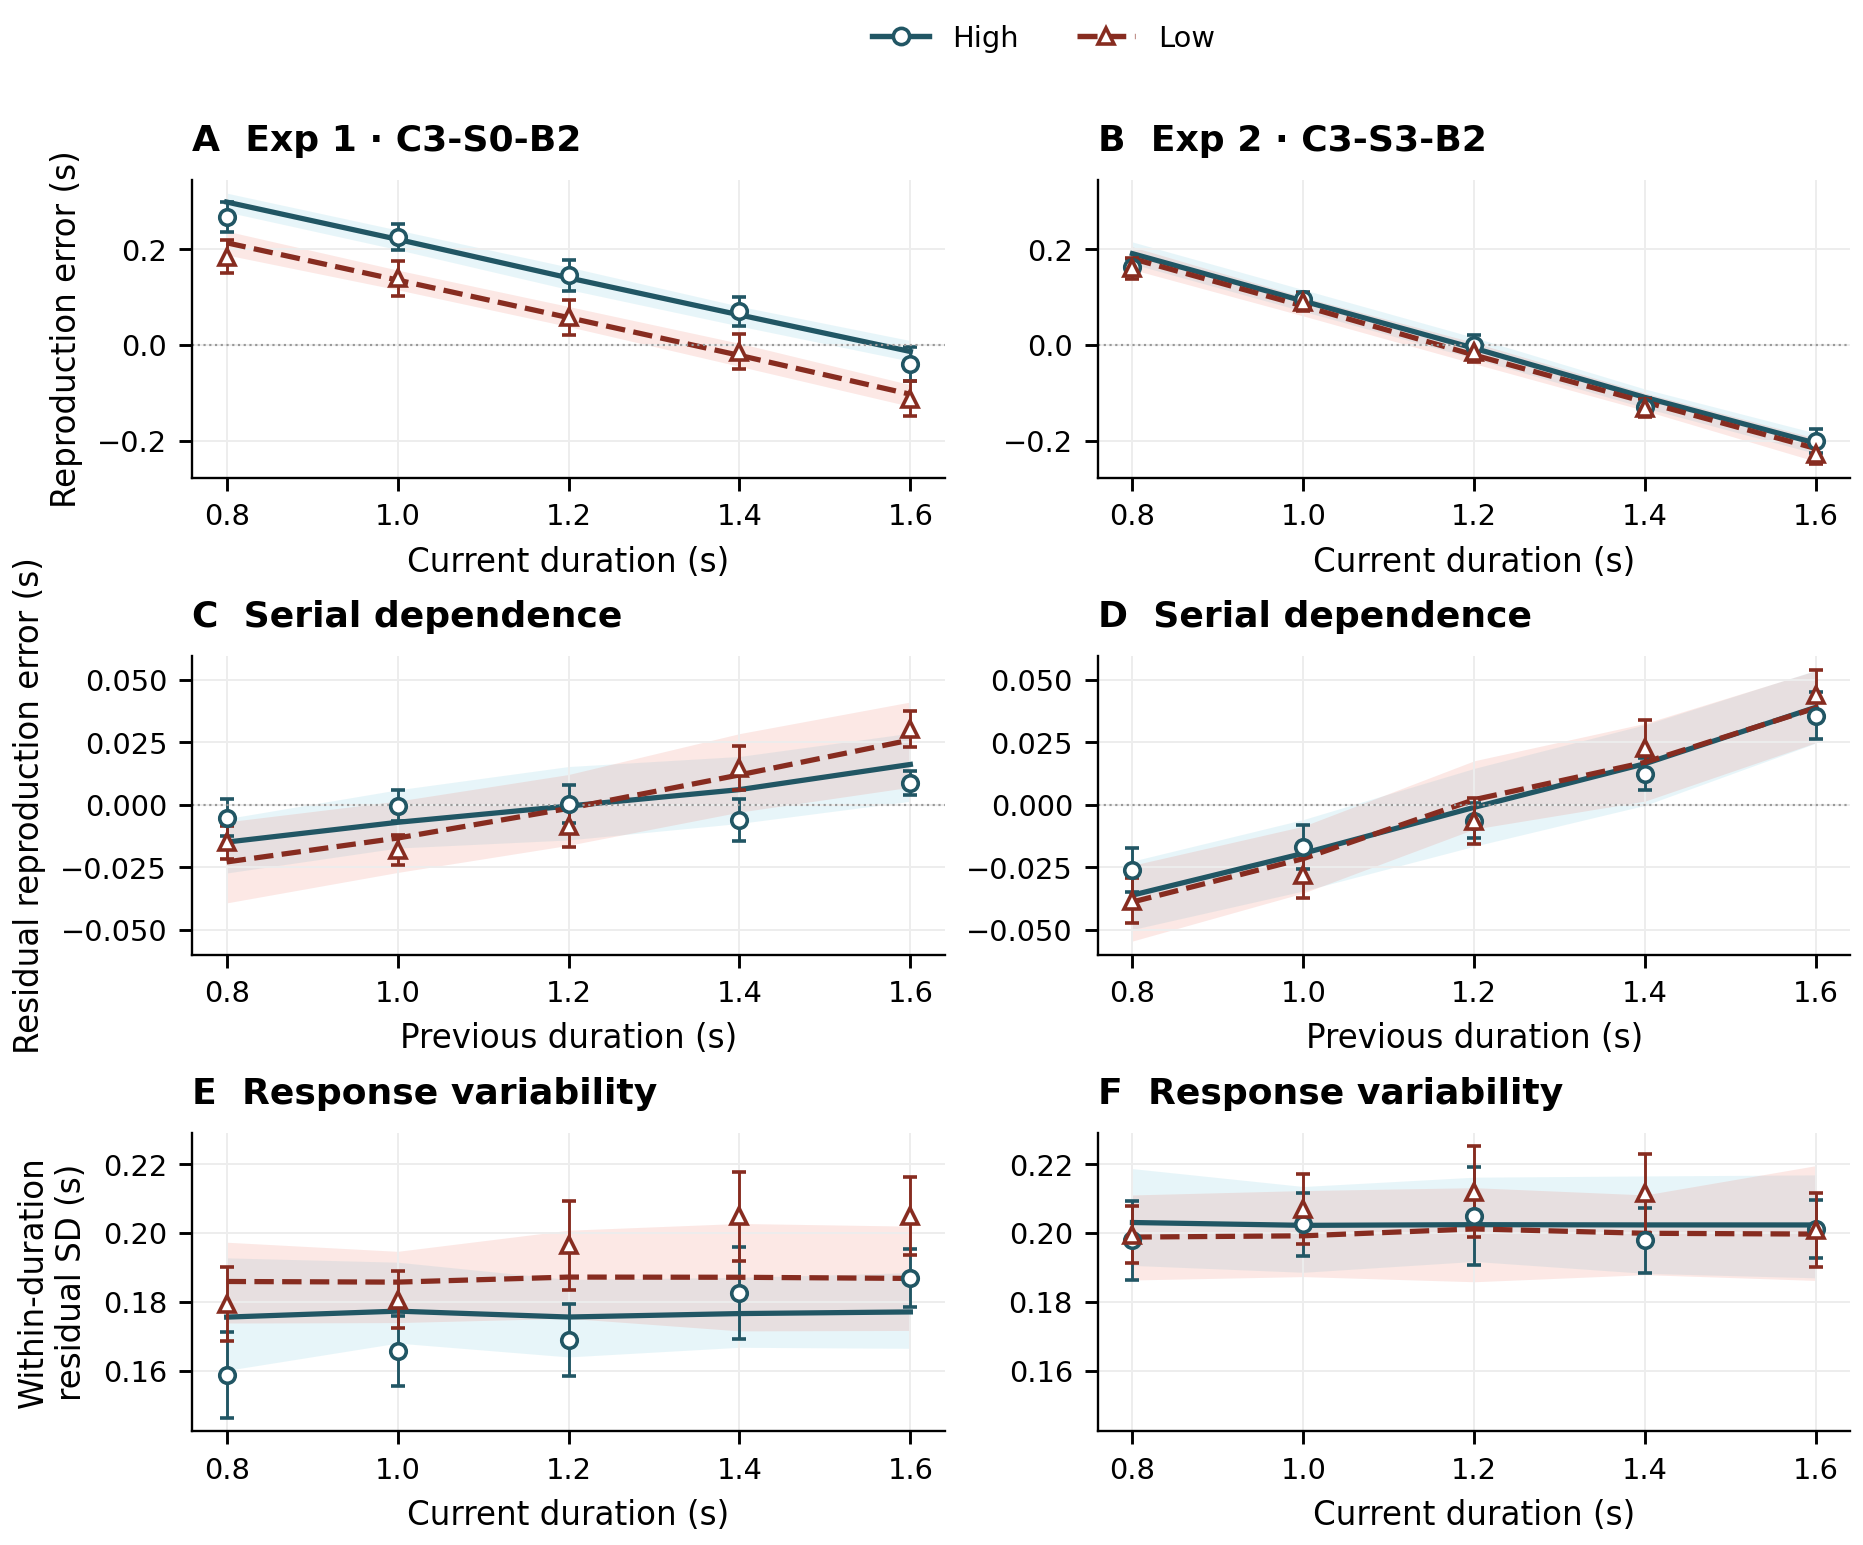 High Low
A Exp 1 · C3-S0-B2
Reproduction error (s)
0.2
0.0
−0.2
0.8 1.0 1.2 1.4 1.6
Current duration (s)
B Exp 2 · C3-S3-B2
0.2
0.0
−0.2
0.8 1.0 1.2 1.4 1.6
Current duration (s)
C Serial dependence
Residual reproduction error (s)
0.050
0.025
0.000
−0.025
−0.050
0.8 1.0 1.2 1.4 1.6
Previous duration (s)
D Serial dependence
0.050
0.025
0.000
−0.025
−0.050
0.8 1.0 1.2 1.4 1.6
Previous duration (s)
E Response variability
Within-duration
residual SD (s)
0.22
0.20
0.18
0.16
0.8 1.0 1.2 1.4 1.6
Current duration (s)
F Response variability
0.22
0.20
0.18
0.16
0.8 1.0 1.2 1.4 1.6
Current duration (s)